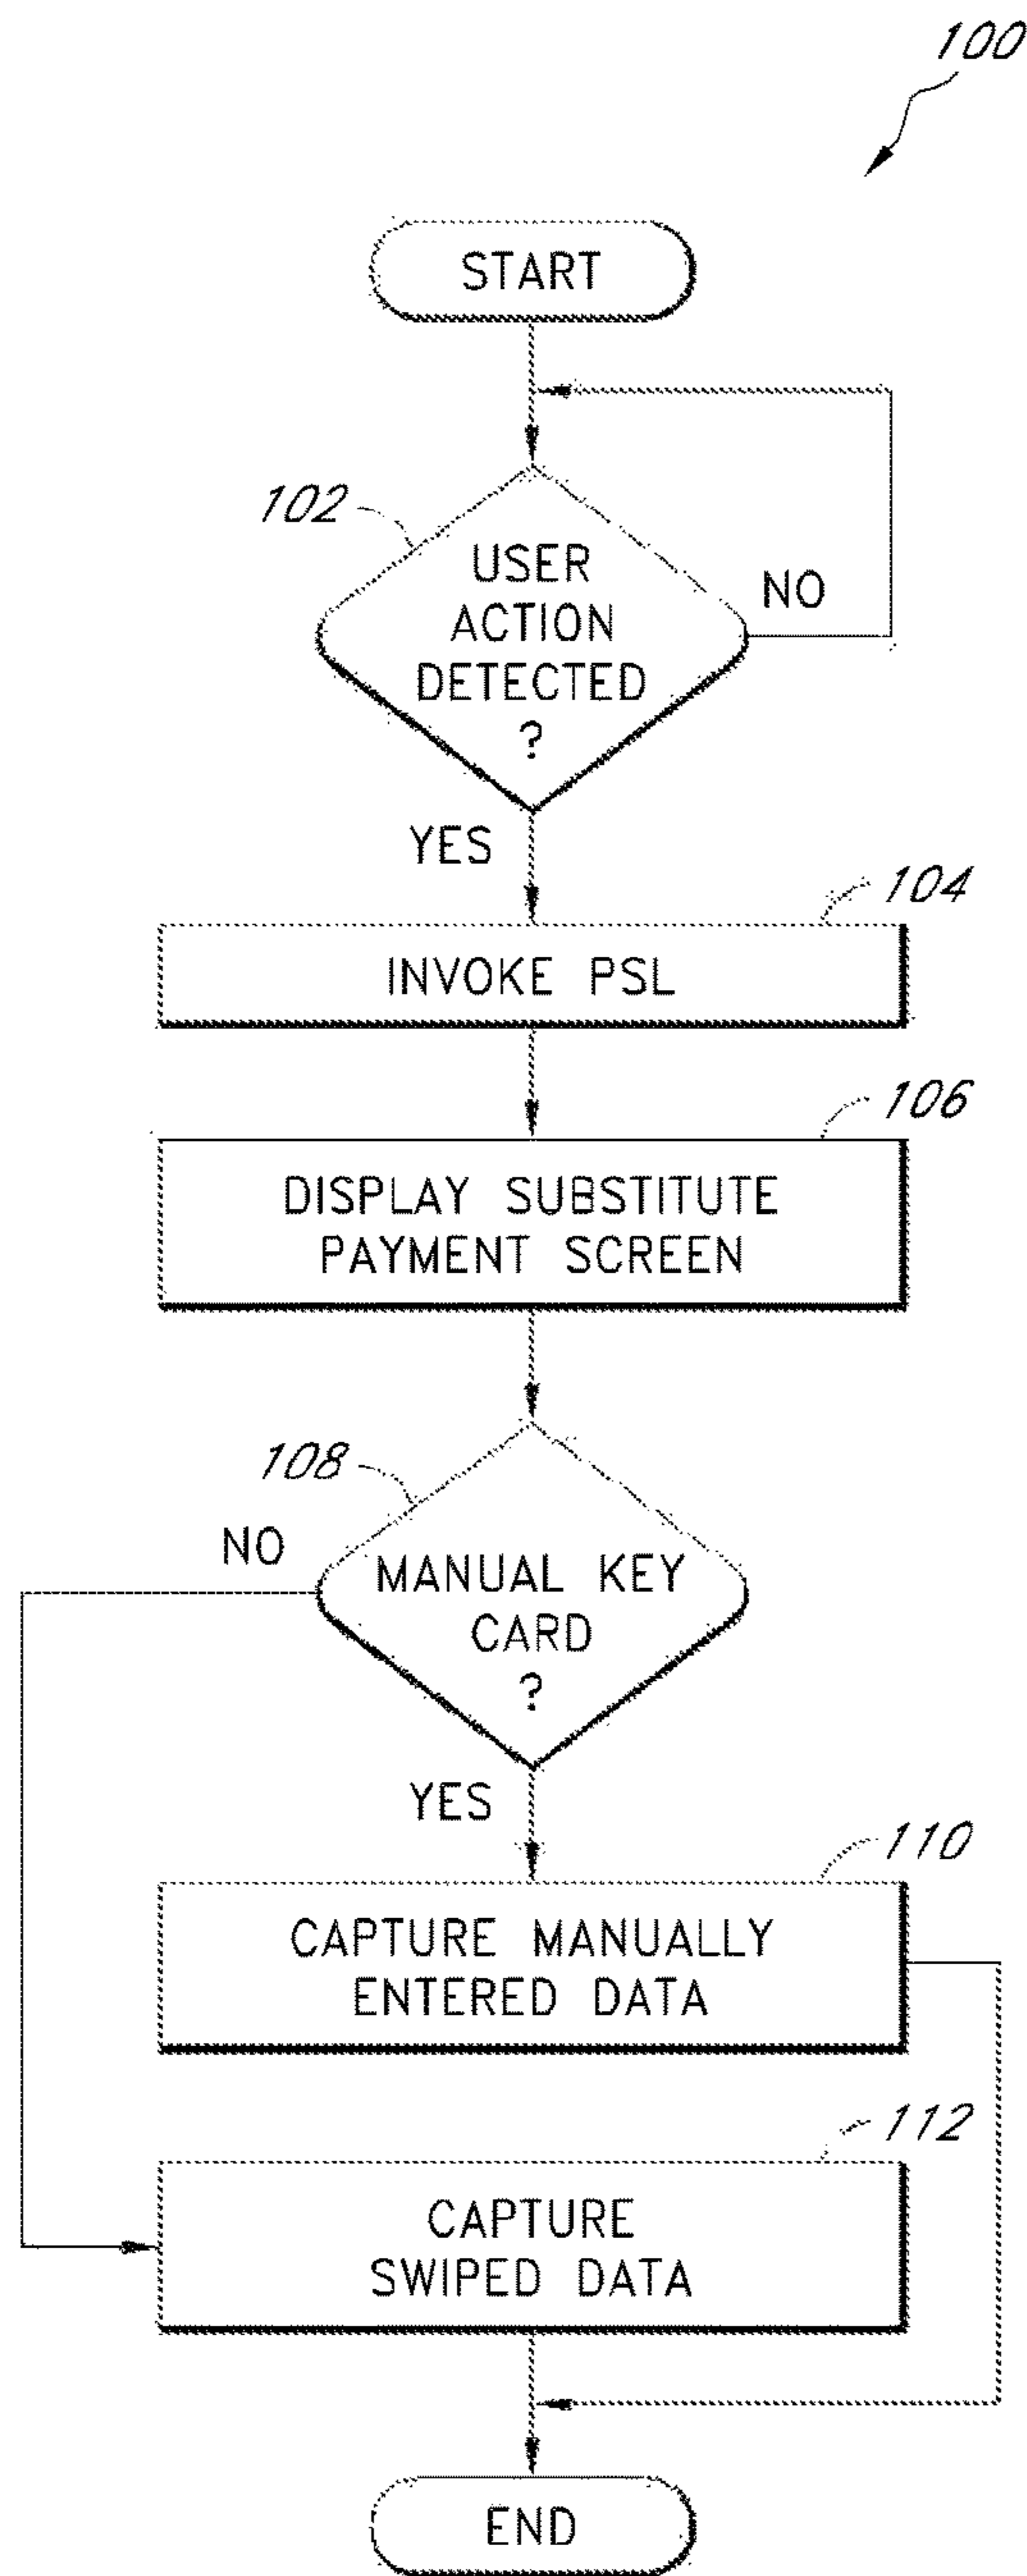 100
START
102
USER
ACTION
DETECTED
?
NO
YES
104
INVOKE PSL
106
DISPLAY SUBSTITUTE
PAYMENT SCREEN
108
NO
MANUAL KEY
CARD
?
YES
110
CAPTURE MANUALLY
ENTERED DATA
112
CAPTURE
SWIPED DATA
END